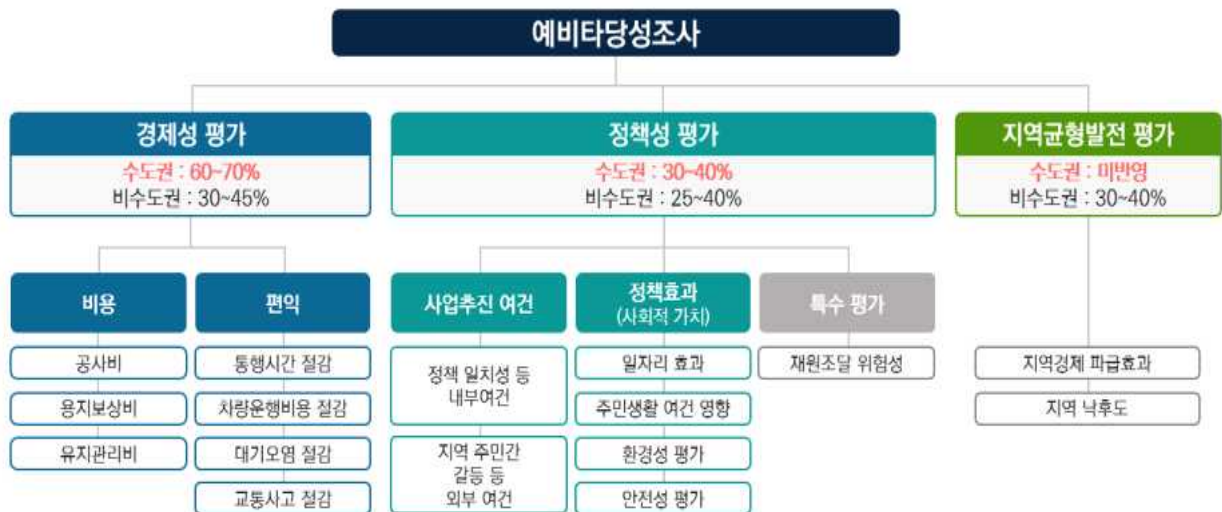 예비타당성조사
경제성 평가
수도권 : 60~70%
비수도권 : 30~45%
정책성 평가
수도권 : 30~40%
비수도권 : 25~40%
지역균형발전 평가
수도권 : 미반영
비수도권 : 30~40%
비용
공사비
용지보상비
유지관리비
편익
통행시간 절감
차량운행비용 절감
대기오염 절감
교통사고 절감
사업추진 여건
정책 일치성 등
내부여건
지역 주민간
갈등 등
외부 여건
정책효과
(사회적 가치)
일자리 효과
주민생활 여건 영향
환경성 평가
안전성 평가
특수 평가
재원조달 위험성
지역경제 파급효과
지역 낙후도